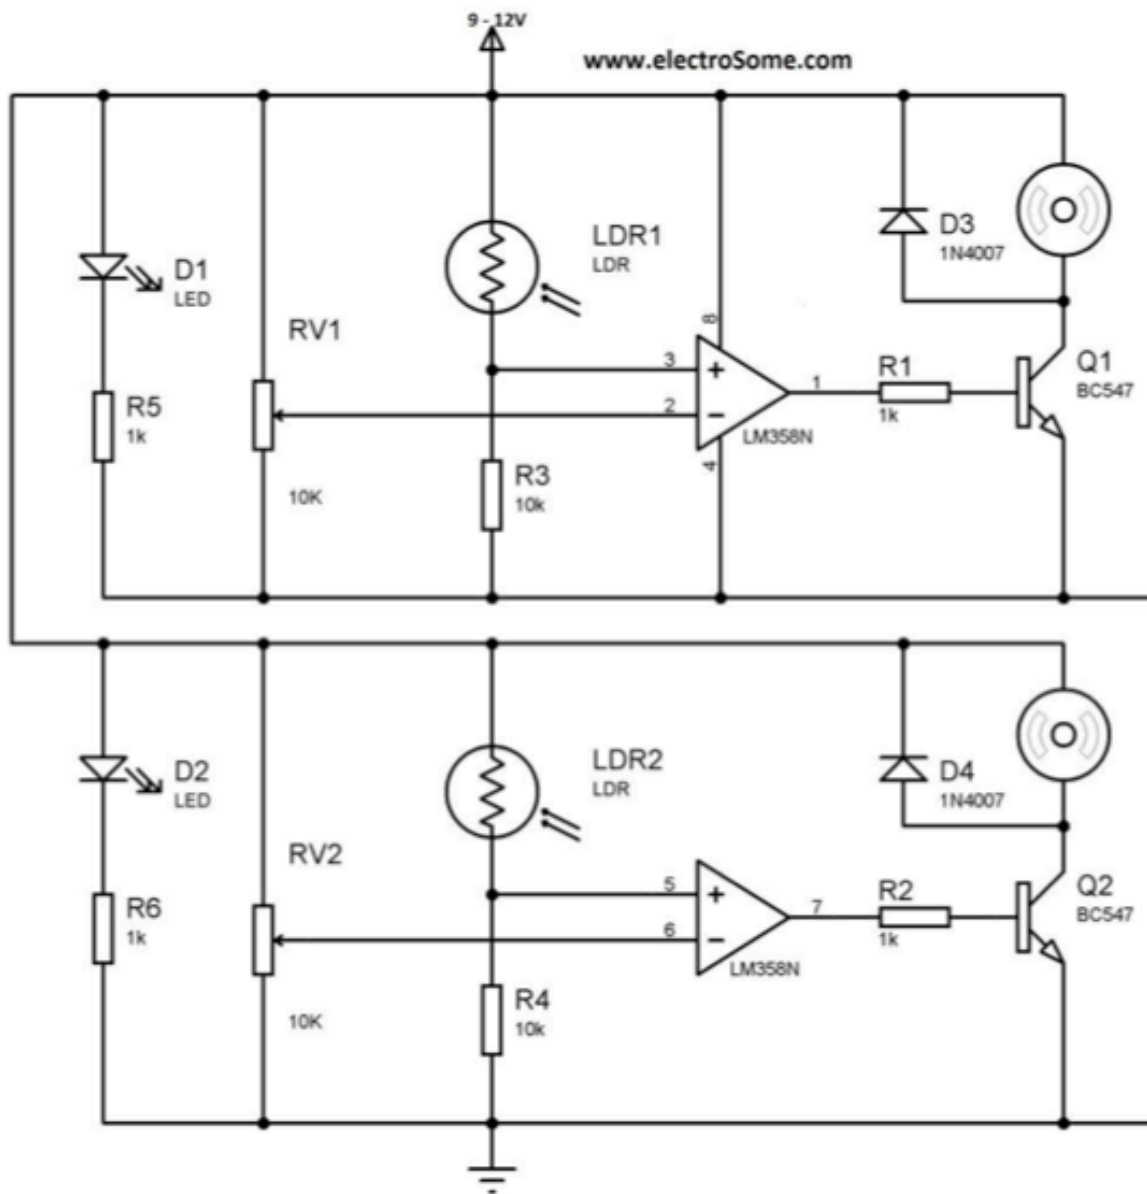 9 - 12V
www.electroSome.com
D1
LED
R5
1k
RV1
10K
LDR1
LDR
R3
10k
3
2
8
4
1
+
−
LM358N
R1
1k
D3
1N4007
Q1
BC547
D2
LED
R6
1k
RV2
10K
LDR2
LDR
R4
10k
5
6
7
+
−
LM358N
R2
1k
D4
1N4007
Q2
BC547